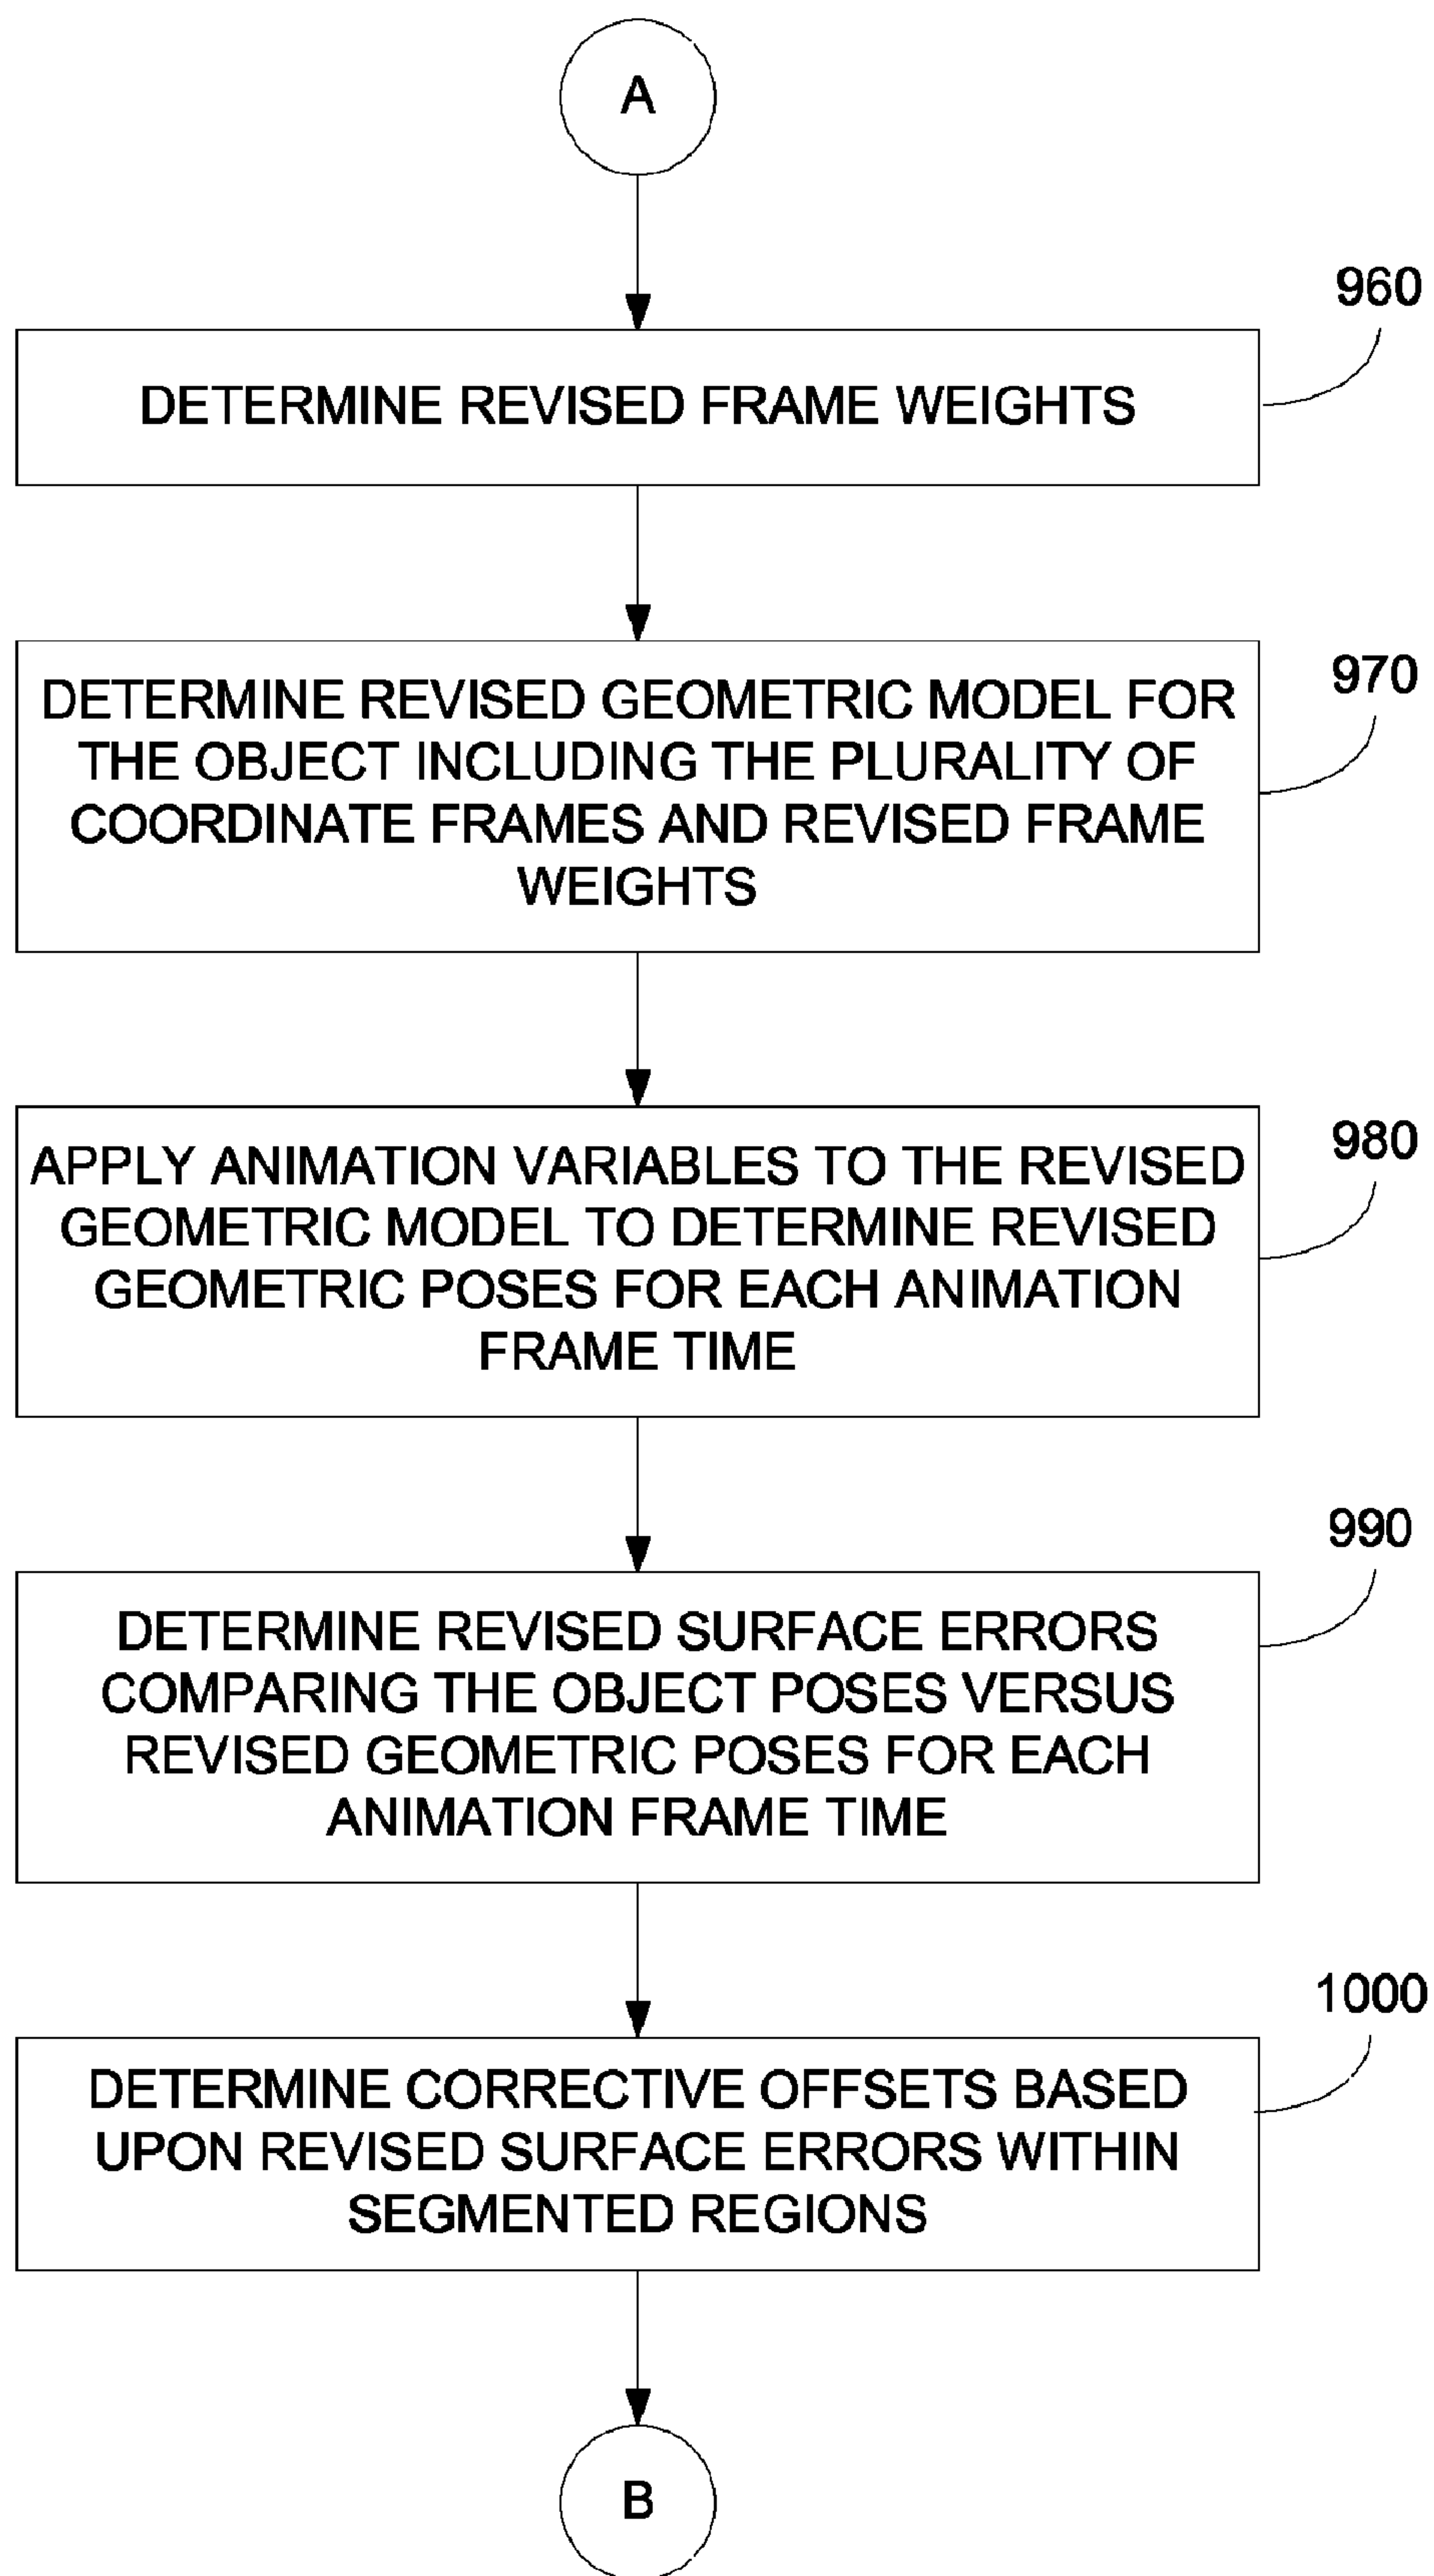 A
960
DETERMINE REVISED FRAME WEIGHTS
970
DETERMINE REVISED GEOMETRIC MODEL FOR
THE OBJECT INCLUDING THE PLURALITY OF
COORDINATE FRAMES AND REVISED FRAME
WEIGHTS
980
APPLY ANIMATION VARIABLES TO THE REVISED
GEOMETRIC MODEL TO DETERMINE REVISED
GEOMETRIC POSES FOR EACH ANIMATION
FRAME TIME
990
DETERMINE REVISED SURFACE ERRORS
COMPARING THE OBJECT POSES VERSUS
REVISED GEOMETRIC POSES FOR EACH
ANIMATION FRAME TIME
1000
DETERMINE CORRECTIVE OFFSETS BASED
UPON REVISED SURFACE ERRORS WITHIN
SEGMENTED REGIONS
B